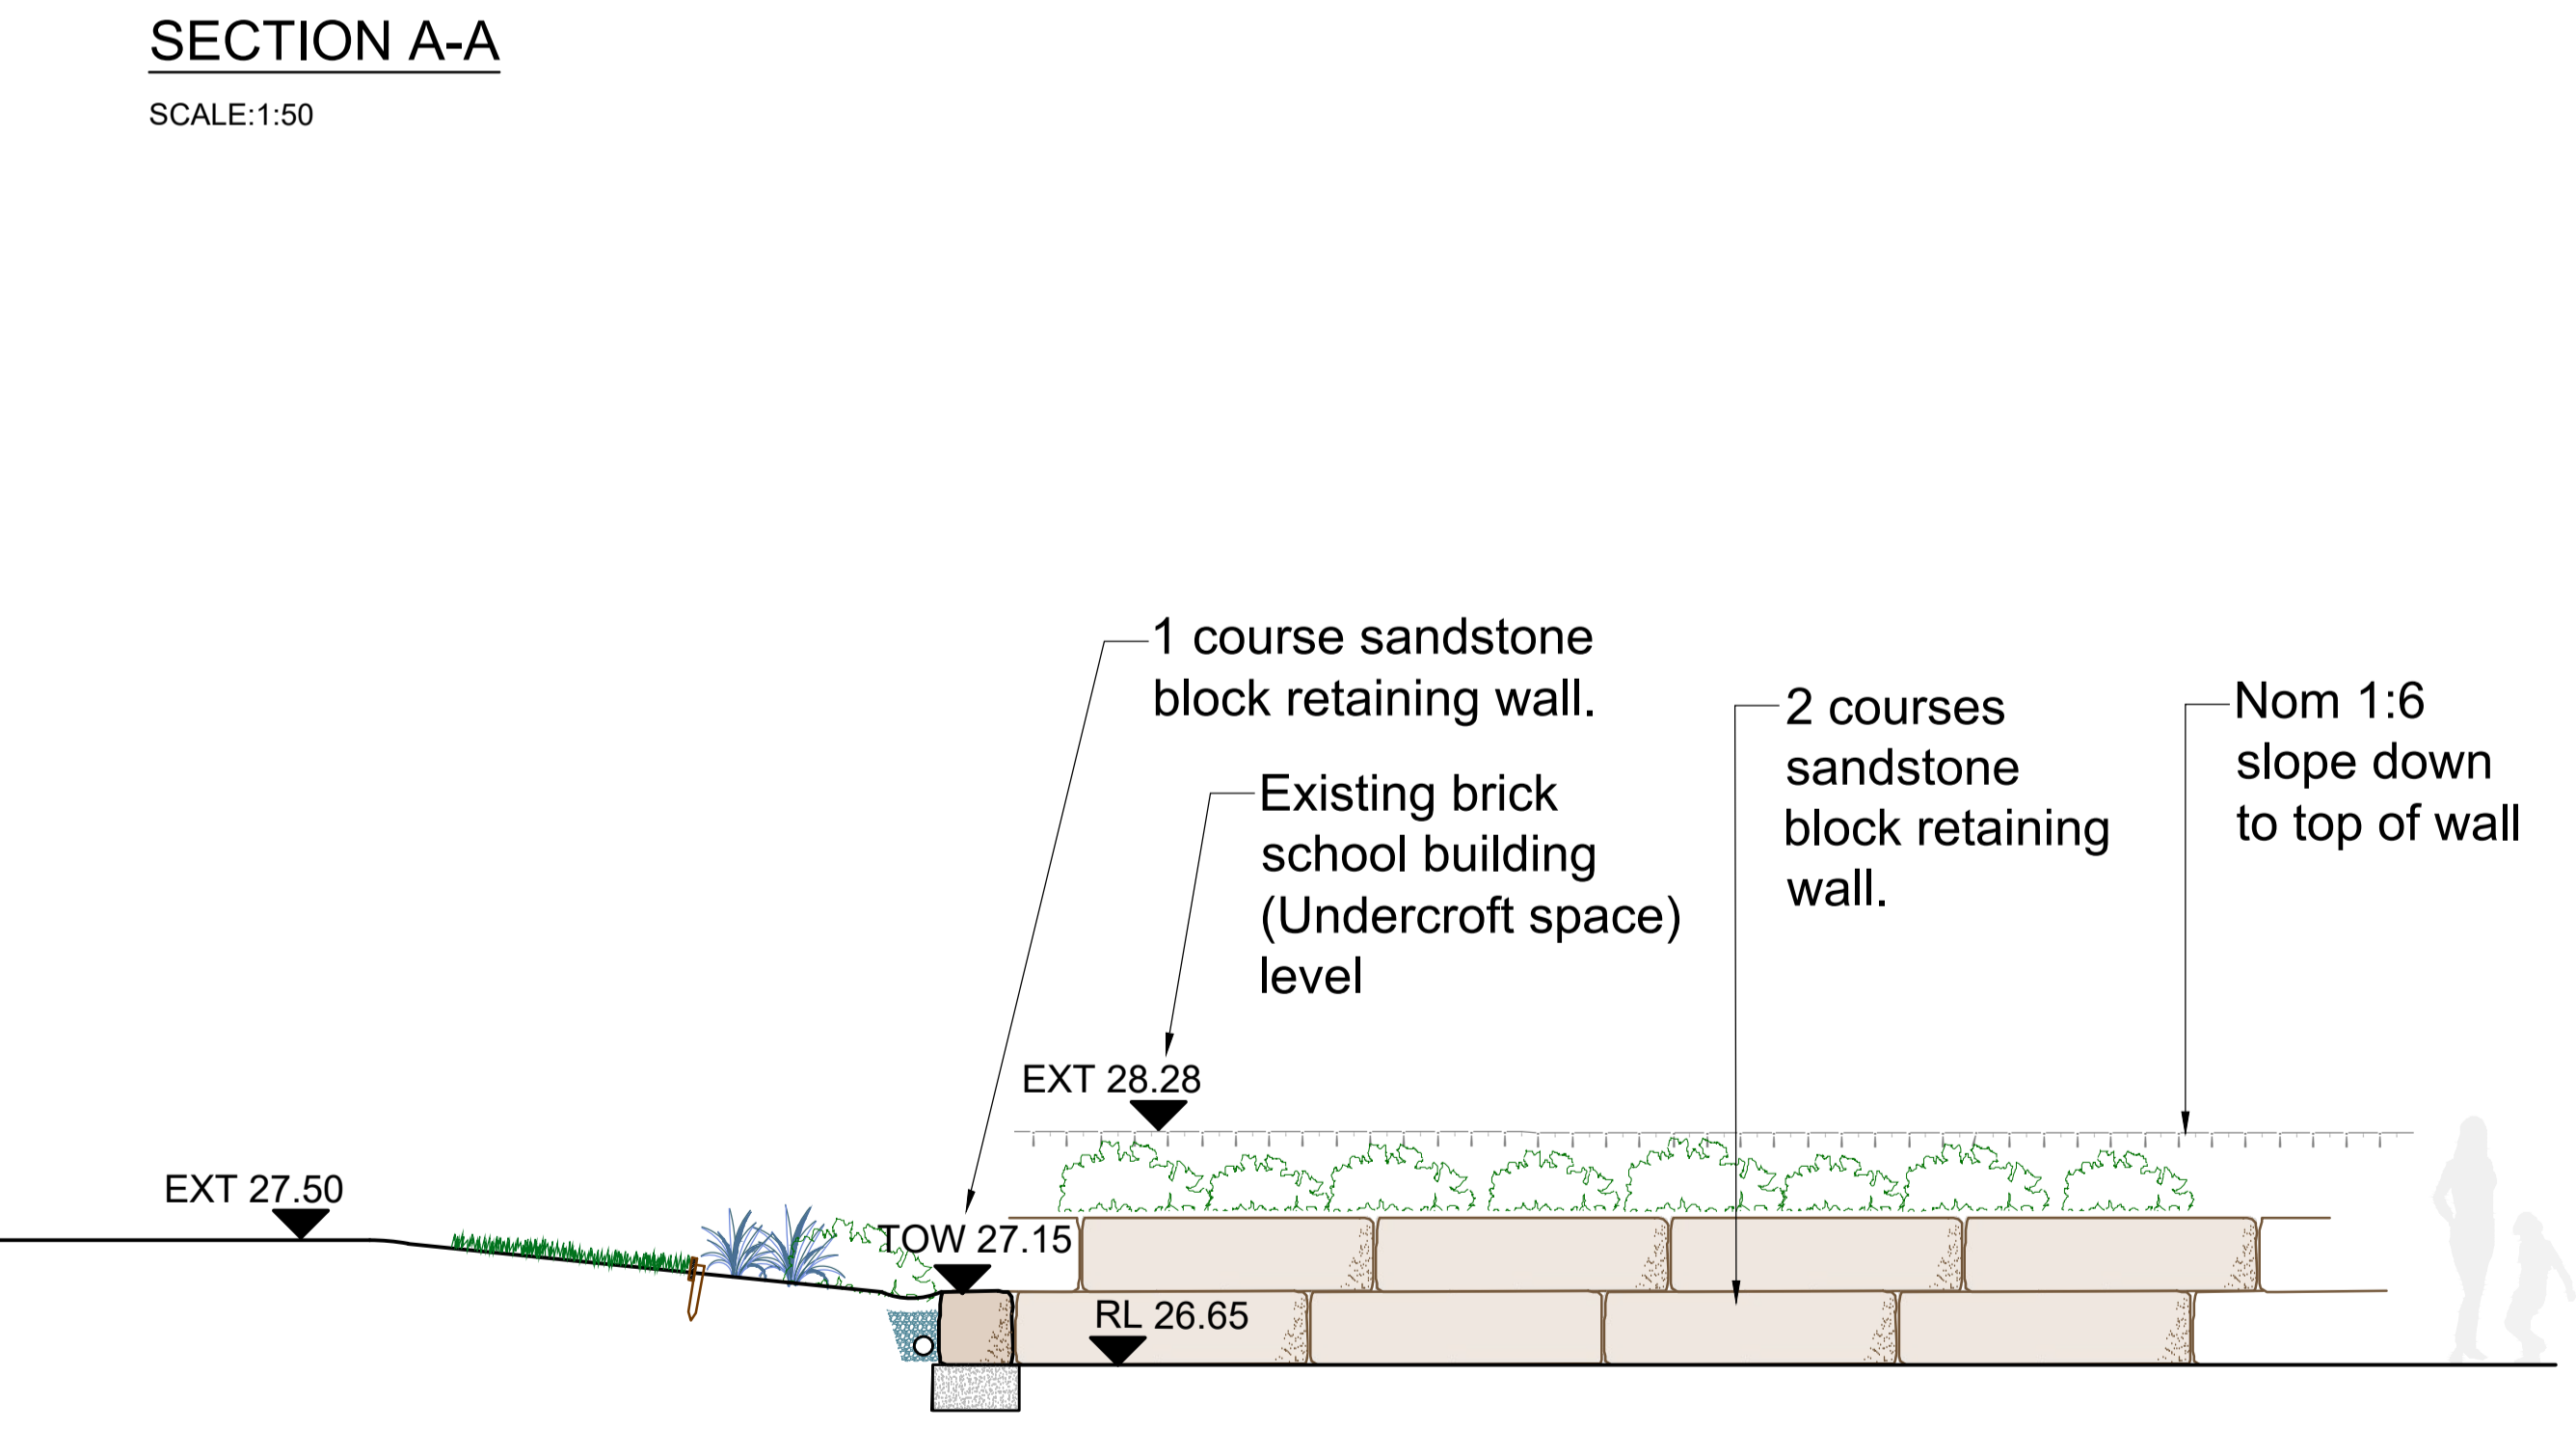 SECTION A-A
SCALE:1:50
1 course sandstone
block retaining wall.
Existing brick
school building
(Undercroft space)
level
2 courses
sandstone
block retaining
wall.
Nom 1:6
slope down
to top of wall
EXT 28.28
EXT 27.50
TOW 27.15
RL 26.65